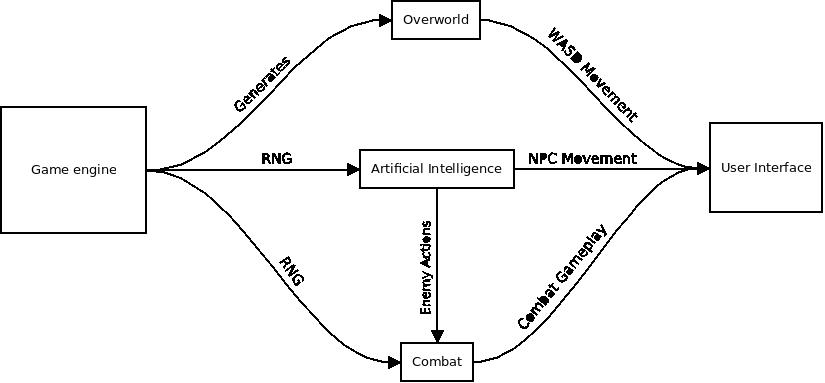 Overworld
WASD Movement
Generates
Game engine
RNG
Artificial Intelligence
NPC Movement
User Interface
RNG
Enemy Actions
Combat Gameplay
Combat